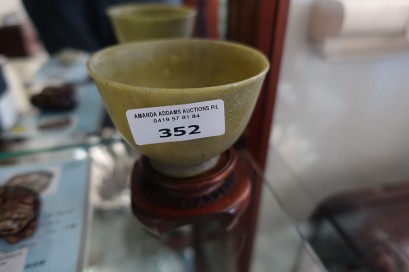 AMANDA ADDAMS AUCTIONS P/L
0419 57 81 84
352